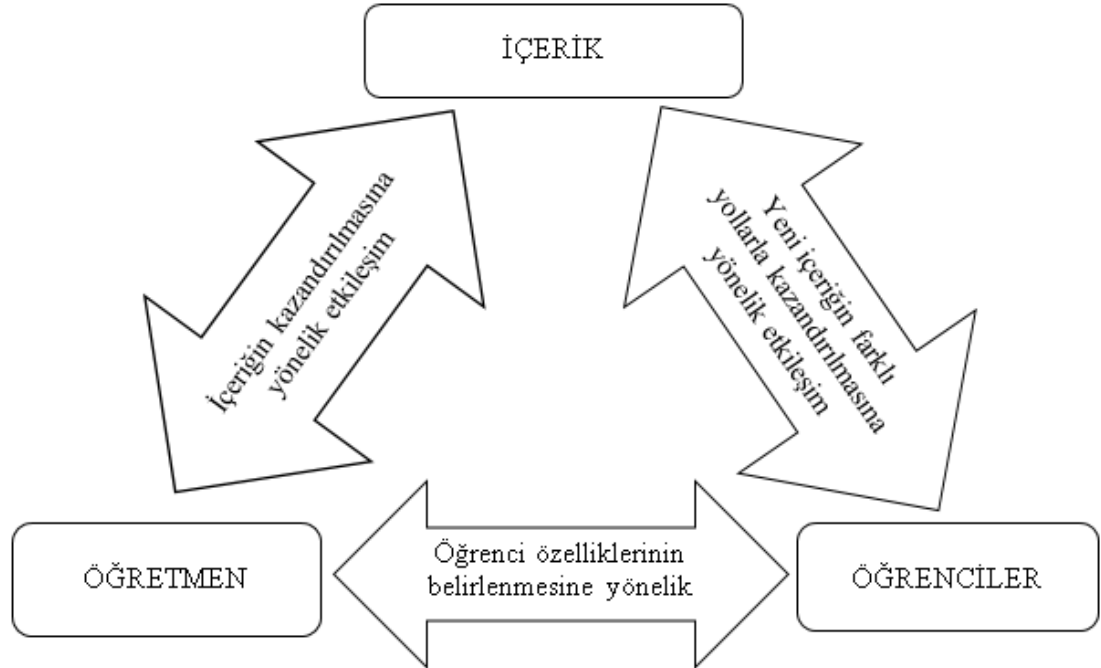 İÇERİK
İçeriğin kazandırılmasına
yönelik etkileşim
Yeni içeriğin farklı
yollarla kazandırılmasına
yönelik etkileşim
ÖĞRETMEN
Öğrenci özelliklerinin
belirlenmesine yönelik
ÖĞRENCİLER